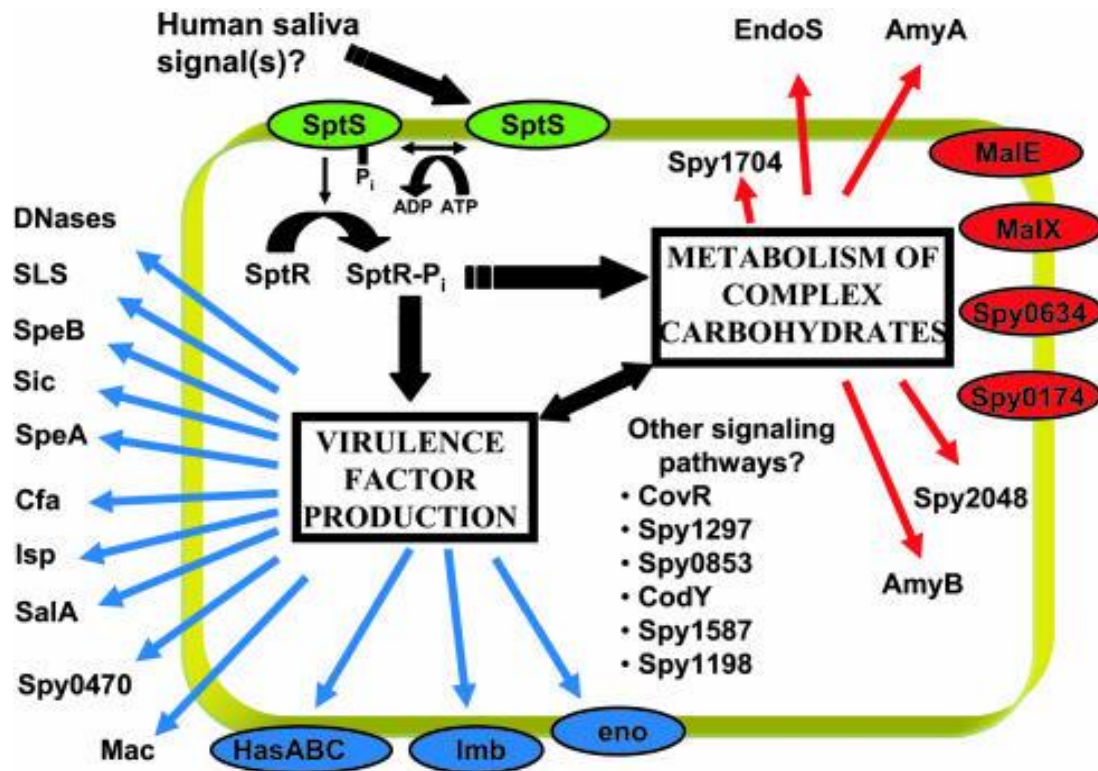 Human saliva
signal(s)?
EndoS
AmyA
SptS
SptS
MalE
Pi
Spy1704
ADP
ATP
DNases
MalX
SLS
SptR
SptR-Pi
METABOLISM OF
COMPLEX
CARBOHYDRATES
SpeB
Spy0634
Sic
Spy0174
SpeA
VIRULENCE
FACTOR
PRODUCTION
Other signaling
pathways?
• CovR
• Spy1297
• Spy0853
• CodY
• Spy1587
• Spy1198
Cfa
Spy2048
Isp
AmyB
SalA
Spy0470
Mac
HasABC
lmb
eno